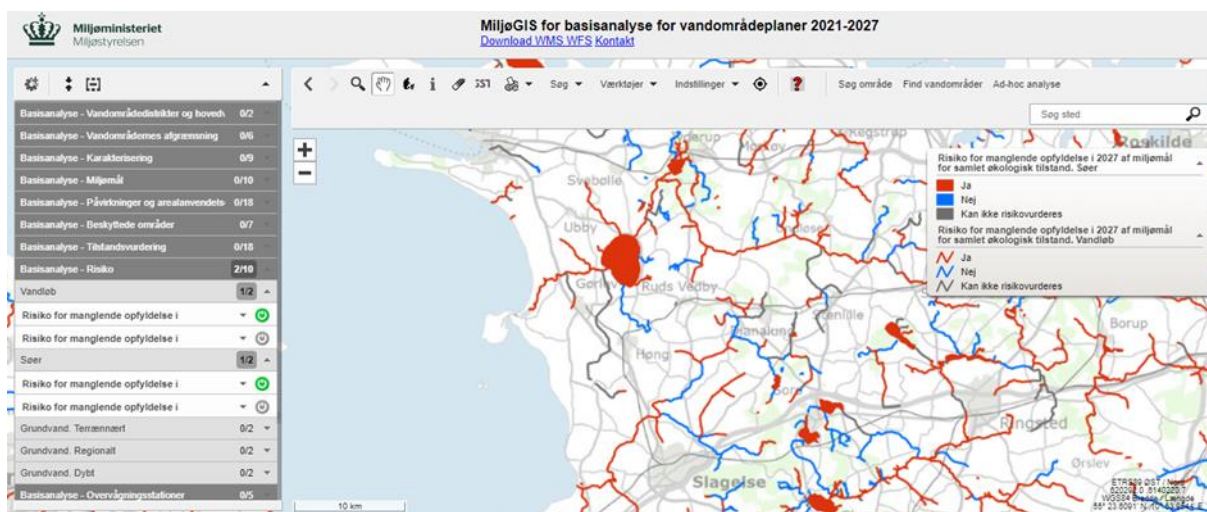 Miljøministeriet
Miljøstyrelsen
MiljøGIS for basisanalyse for vandområdeplaner 2021-2027
Download WMS WFS Kontakt
Søg Værktøjer Indstillinger Søg område Find vandområder Ad-hoc analyse
Søg sted
Basisanalyse - Vandområdedistrikter og hovedv 0/2
Basisanalyse - Vandområdernes afgrænsning 0/6
Basisanalyse - Karakterisering 0/9
Basisanalyse - Miljømål 0/10
Basisanalyse - Påvirkninger og arealanvendels 0/18
Basisanalyse - Beskyttede områder 0/7
Basisanalyse - Tilstandsvurdering 0/18
Basisanalyse - Risiko 2/10
Vandløb 1/2
Risiko for manglende opfyldelse i
Risiko for manglende opfyldelse i
Søer 1/2
Risiko for manglende opfyldelse i
Risiko for manglende opfyldelse i
Grundvand. Terrænnært 0/2
Grundvand. Regionalt 0/2
Grundvand. Dybt 0/2
Basisanalyse - Overvågningsstationer 0/5
Risiko for manglende opfyldelse i 2027 af miljømål
for samlet økologisk tilstand. Søer
Ja
Nej
Kan ikke risikovurderes
Risiko for manglende opfyldelse i 2027 af miljømål
for samlet økologisk tilstand. Vandløb
Ja
Nej
Kan ikke risikovurderes
Roskilde
Svebølle
Ubby
Gørlev
Ruds Vedby
Stenlille
Høng
Borup
Ringsted
Ørslev
Slagelse
10 km
ETRS89 ØST / Nord